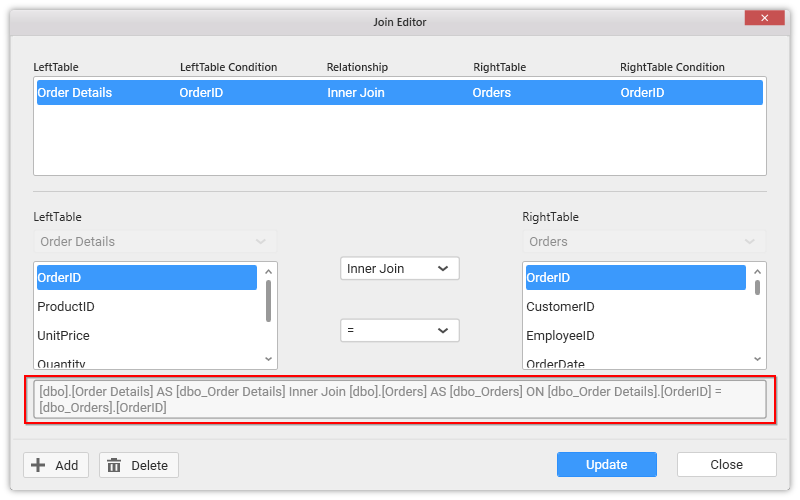 Join Editor
LeftTable LeftTable Condition Relationship RightTable RightTable Condition
Order Details OrderID Inner Join Orders OrderID
LeftTable RightTable
Order Details Orders
OrderID Inner Join OrderID
ProductID CustomerID
UnitPrice = EmployeeID
Quantity OrderDate
[dbo].[Order Details] AS [dbo_Order Details] Inner Join [dbo].[Orders] AS [dbo_Orders] ON [dbo_Order Details].[OrderID] =
[dbo_Orders].[OrderID]
Add Delete Update Close